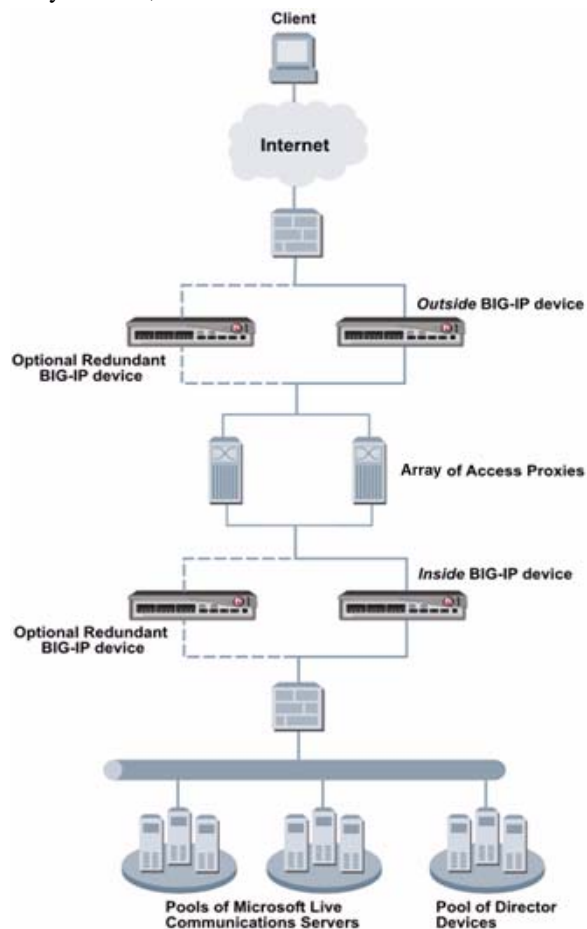 Client
Internet
Outside BIG-IP device
Optional Redundant
BIG-IP device
Array of Access Proxies
Inside BIG-IP device
Optional Redundant
BIG-IP device
Pools of Microsoft Live
Communications Servers
Pool of Director
Devices